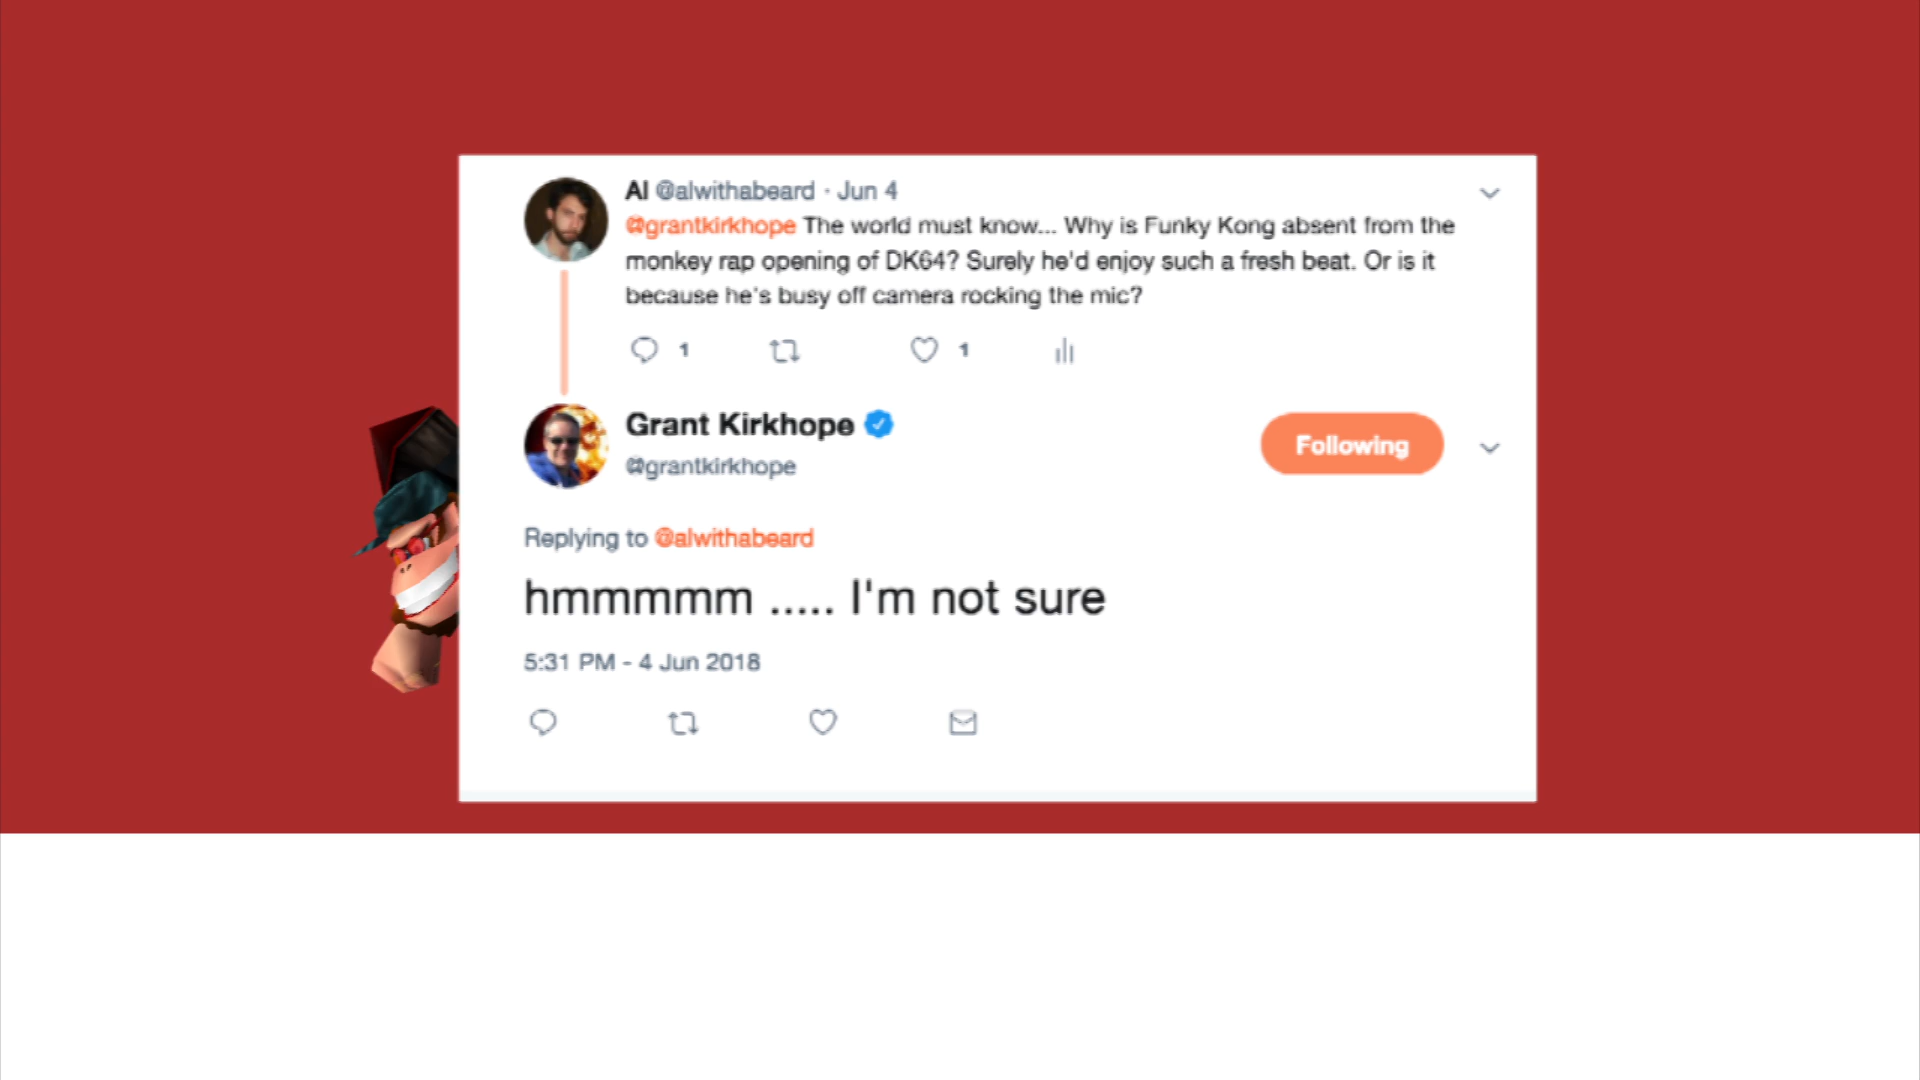 Al @alwithabeard · Jun 4
@grantkirkhope The world must know... Why is Funky Kong absent from the
monkey rap opening of DK64? Surely he'd enjoy such a fresh beat. Or is it
because he's busy off camera rocking the mic?
1 1
Grant Kirkhope
Following
@grantkirkhope
Replying to @alwithabeard
hmmmmm ..... I'm not sure
5:31 PM - 4 Jun 2018